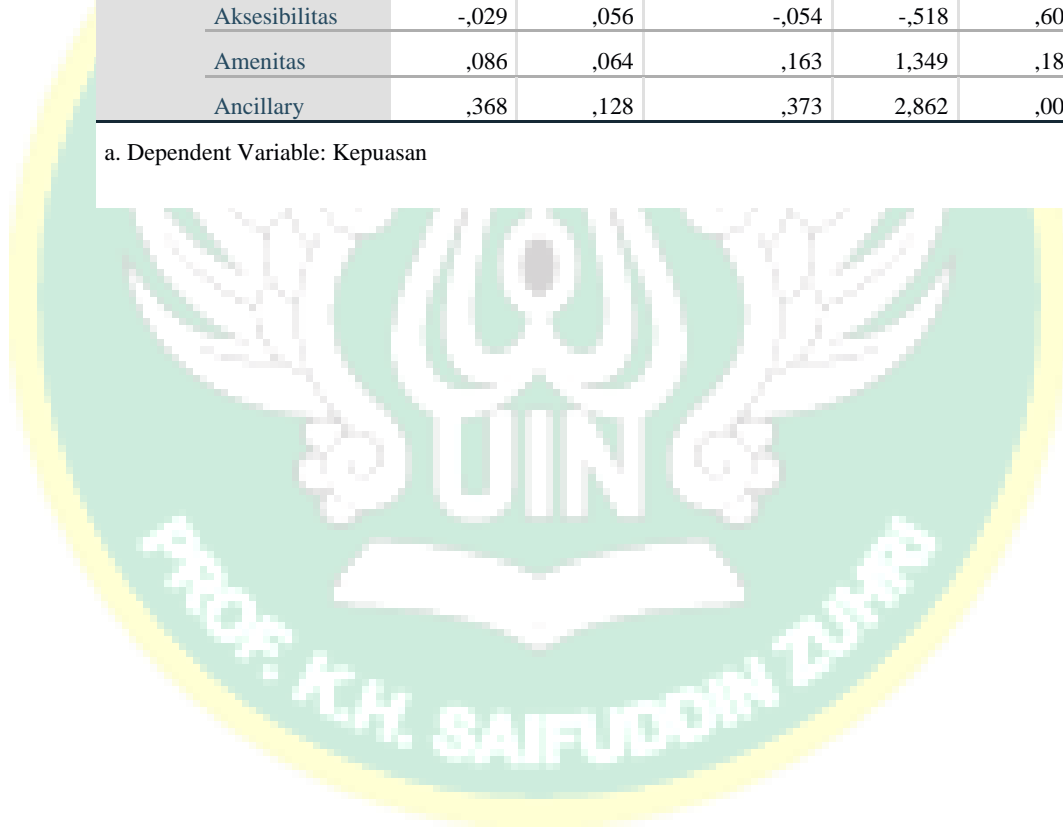 Aksesibilitas -,029 ,056 -,054 -,518 ,60
Amenitas ,086 ,064 ,163 1,349 ,18
Ancillary ,368 ,128 ,373 2,862 ,00
a. Dependent Variable: Kepuasan
UIN
PROF. K.H. SAIFUDDIN ZUHRI